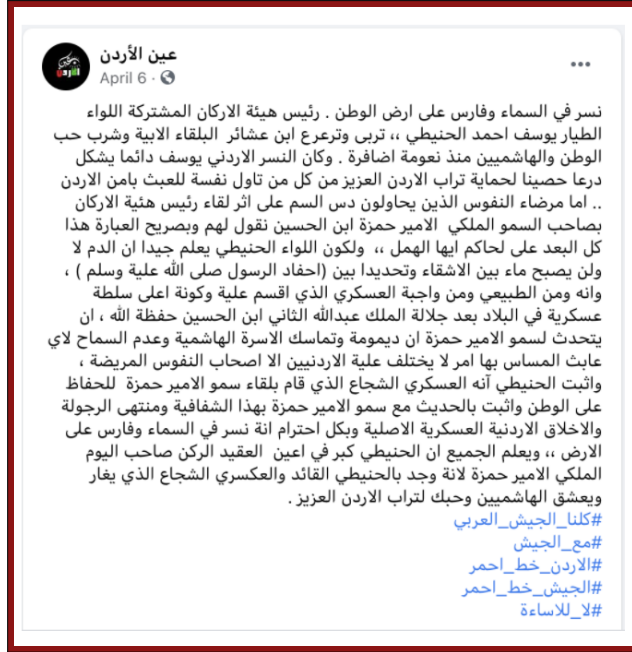 عين الأردن
April 6 ·
نسر في السماء وفارس على ارض الوطن . رئيس هيئة الاركان المشتركة اللواء
الطيار يوسف احمد الحنيطي ،، تربى وترعرع ابن عشائر البلقاء الابية وشرب حب
الوطن والهاشميين منذ نعومة اضافرة . وكان النسر الاردني يوسف دائما يشكل
درعا حصينا لحماية تراب الاردن العزيز من كل من تاول نفسة للعبث بامن الاردن
.. اما مرضاء النفوس الذين يحاولون دس السم على اثر لقاء رئيس هئية الاركان
بصاحب السمو الملكي الامير حمزة ابن الحسين نقول لهم وبصريح العبارة هذا
كل البعد على لحاكم ايها الهمل ،، ولكون اللواء الحنيطي يعلم جيدا ان الدم لا
ولن يصبح ماء بين الاشقاء وتحديدا بين (احفاد الرسول صلى الله علية وسلم ) ،
وانه ومن الطبيعي ومن واجبة العسكري الذي اقسم علية وكونة اعلى سلطة
عسكرية في البلاد بعد جلالة الملك عبدالله الثاني ابن الحسين حفظة الله ، ان
يتحدث لسمو الامير حمزة ان ديمومة وتماسك الاسرة الهاشمية وعدم السماح لاي
عابث المساس بها امر لا يختلف علية الاردنيين الا اصحاب النفوس المريضة ،
واثبت الحنيطي آنه العسكري الشجاع الذي قام بلقاء سمو الامير حمزة للحفاظ
على الوطن واثبت بالحديث مع سمو الامير حمزة بهذا الشفافية ومنتهى الرجولة
والاخلاق الاردنية العسكرية الاصلية وبكل احترام انة نسر في السماء وفارس على
الارض ،، ويعلم الجميع ان الحنيطي كبر في اعين العقيد الركن صاحب اليوم
الملكي الامير حمزة لانة وجد بالحنيطي القائد والعكسري الشجاع الذي يغار
ويعشق الهاشميين وحبك لتراب الاردن العزيز .
#كلنا_الجيش_العربي
#مع_الجيش
#الاردن_خط_احمر
#الجيش_خط_احمر
#لا_للاساءة